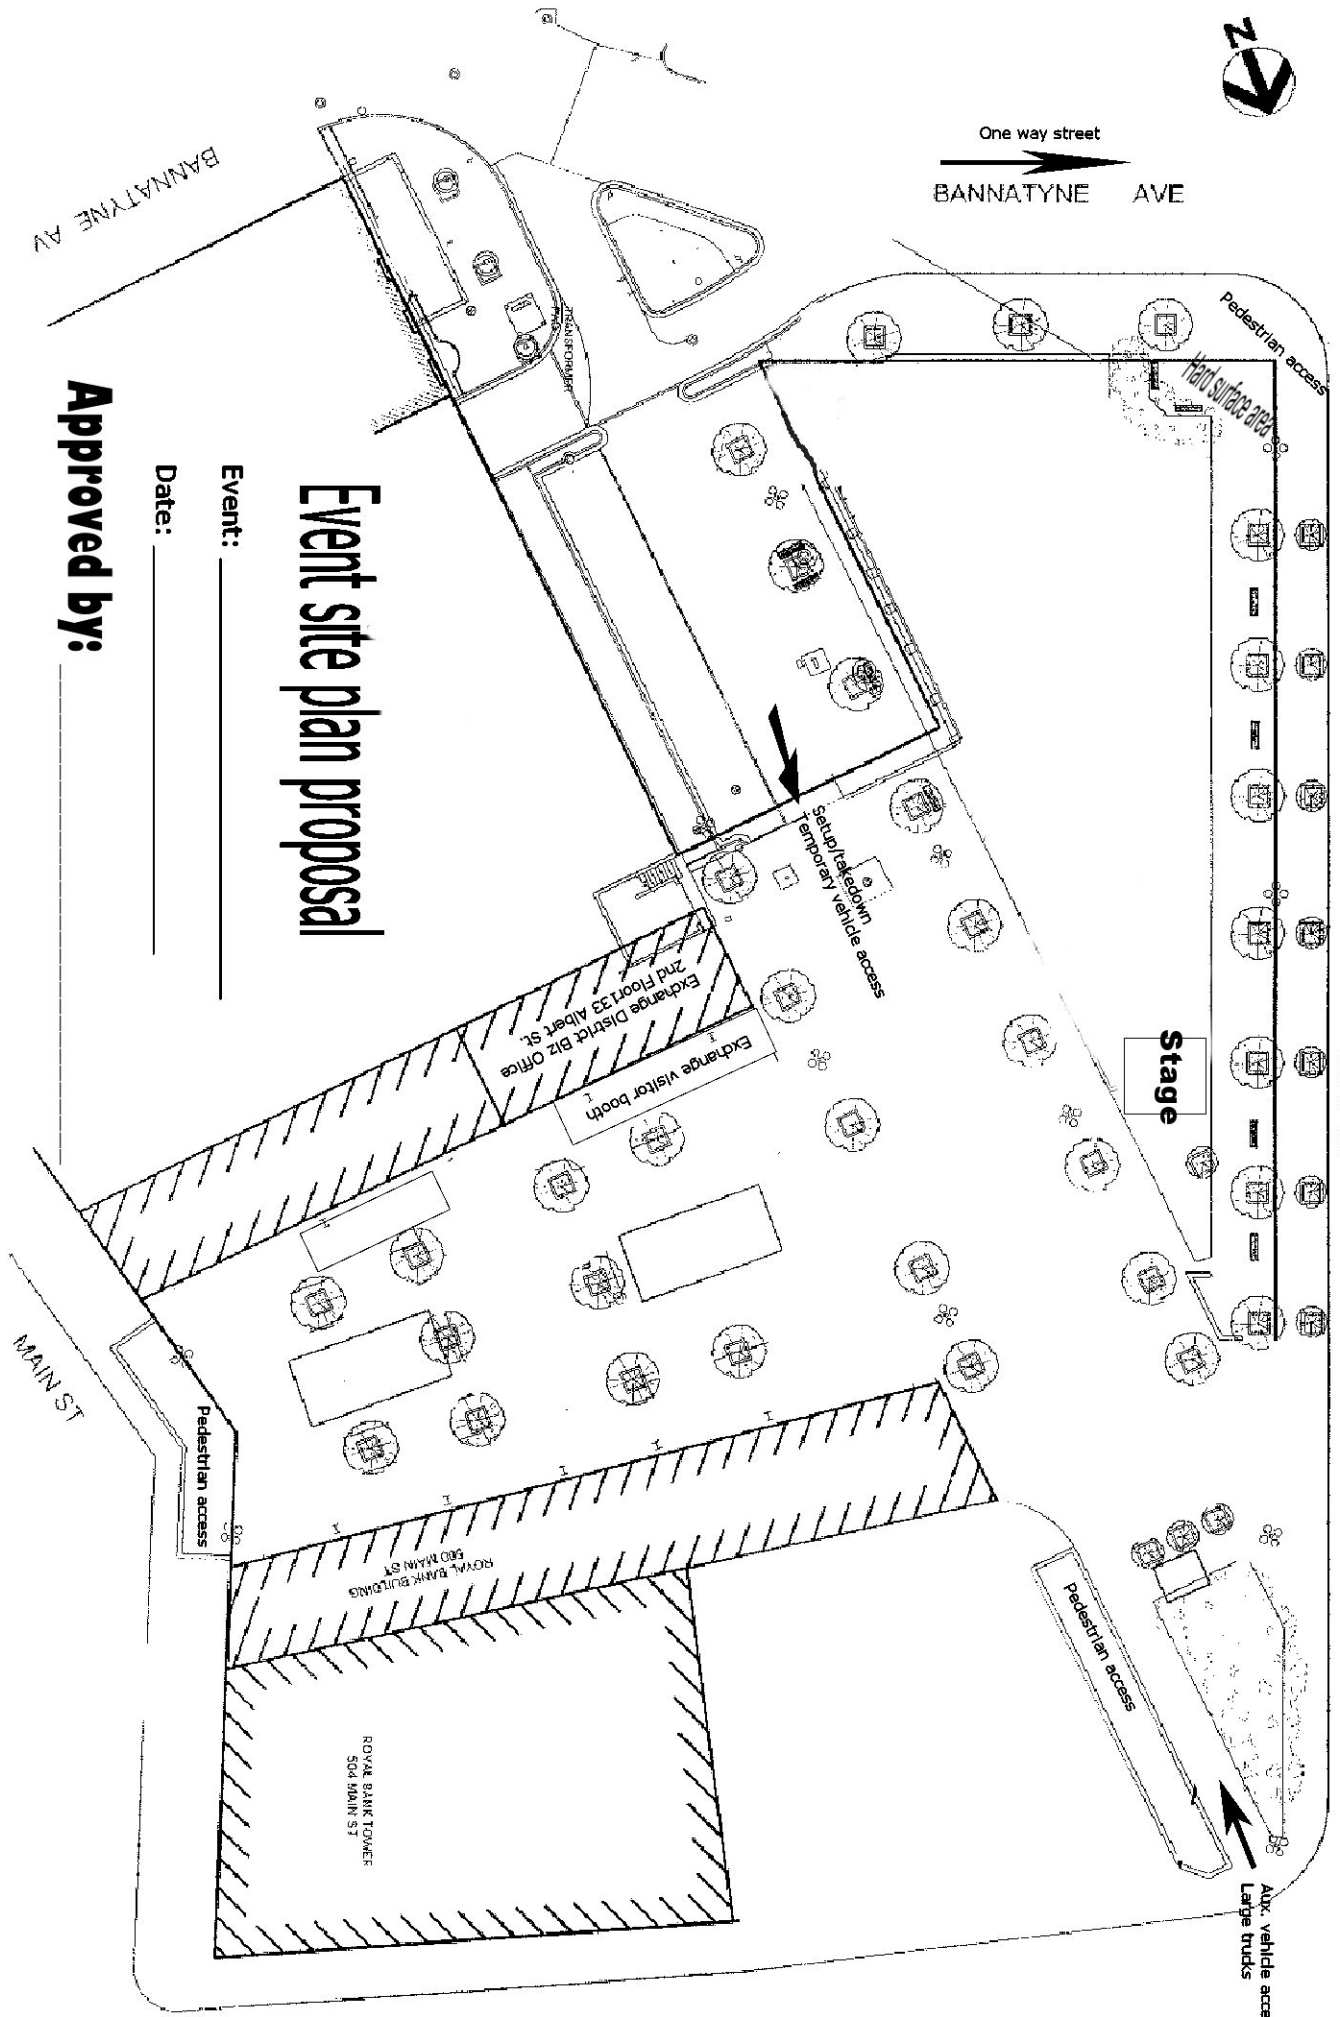 N
One way street
BANNATYNE AVE
BANNATYNE AV
TRANSFORMER
Pedestrian access
Hard surface area
Event site plan proposal
Event:
Date:
Approved by:
Setup/takedown
Temporary vehicle access
Exchange District Biz Office
2nd Floor133 Albert St.
Exchange visitor booth
Stage
MAIN ST
Pedestrian access
ROYAL BANK BUILDING
500 MAIN ST
Pedestrian access
ROYAL BANK TOWER
504 MAIN ST
Aux. vehicle acce
Large trucks